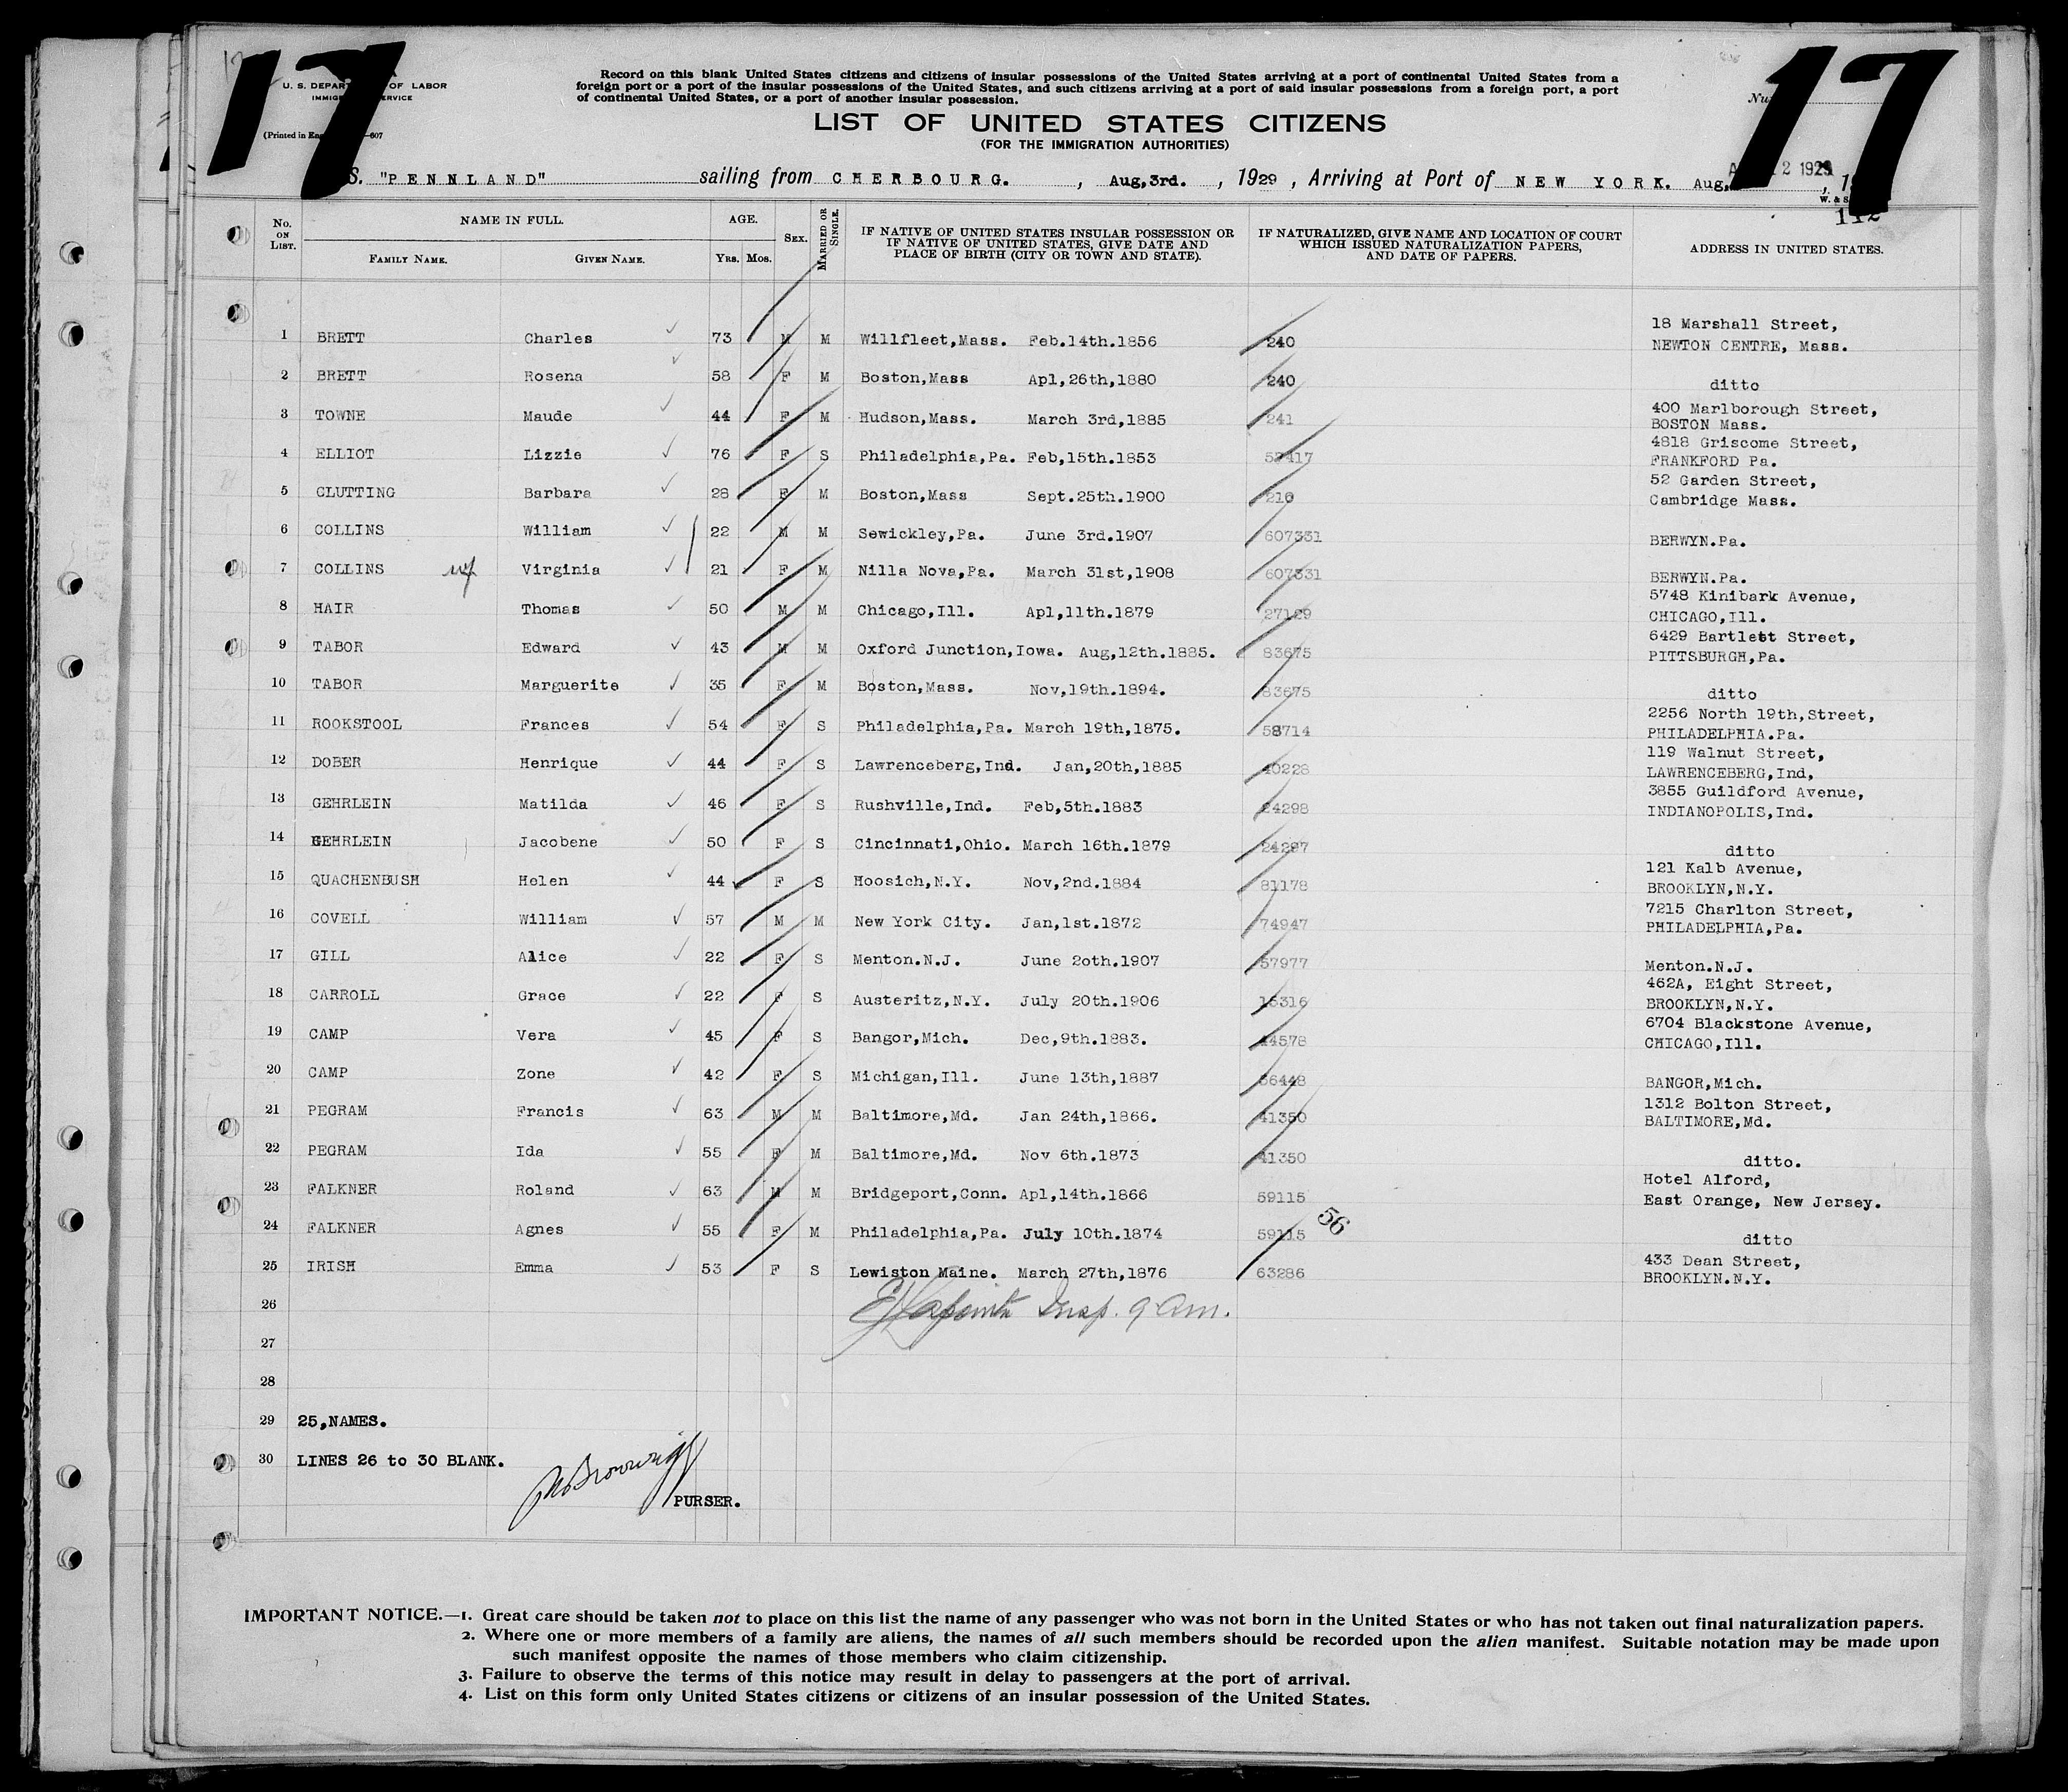 17
17
U. S. DEPARTMENT OF LABOR
IMMIGRATION SERVICE
(Printed in England)—607
Record on this blank United States citizens and citizens of insular possessions of the United States arriving at a port of continental United States from a
foreign port or a port of the insular possessions of the United States, and such citizens arriving at a port of said insular possessions from a foreign port, a port
of continental United States, or a port of another insular possession.
LIST OF UNITED STATES CITIZENS
(FOR THE IMMIGRATION AUTHORITIES)
S. "PENNLAND" sailing from CHERBOURG. , Aug,3rd. , 1929 , Arriving at Port of NEW YORK. Aug, 2 1929
112
No. ON LIST. NAME IN FULL. AGE. SEX. MARRIED OR SINGLE. IF NATIVE OF UNITED STATES INSULAR POSSESSION OR IF NATIVE OF UNITED STATES, GIVE DATE AND PLACE OF BIRTH (CITY OR TOWN AND STATE). IF NATURALIZED, GIVE NAME AND LOCATION OF COURT WHICH ISSUED NATURALIZATION PAPERS, AND DATE OF PAPERS. ADDRESS IN UNITED STATES.
FAMILY NAME. GIVEN NAME. YRS. MOS.
1 BRETT Charles 73 M M Willfleet,Mass. Feb.14th.1856 240 18 Marshall Street, NEWTON CENTRE, Mass.
2 BRETT Rosena 58 F M Boston,Mass Apl,26th,1880 240 ditto
3 TOWNE Maude 44 F M Hudson,Mass. March 3rd,1885 241 400 Marlborough Street, BOSTON Mass.
4 ELLIOT Lizzie 76 F S Philadelphia,Pa. Feb,15th.1853 53417 4818 Griscome Street, FRANKFORD Pa.
5 CLUTTING Barbara 28 F M Boston,Mass Sept.25th.1900 216 52 Garden Street, Cambridge Mass.
6 COLLINS William 22 M M Sewickley,Pa. June 3rd.1907 607331 BERWYN.Pa.
7 COLLINS wf Virginia 21 F M Nilla Nova,Pa. March 31st,1908 607331 BERWYN.Pa.
8 HAIR Thomas 50 M M Chicago,Ill. Apl,11th.1879 27129 5748 Kinibark Avenue, CHICAGO,Ill.
9 TABOR Edward 43 M M Oxford Junction,Iowa. Aug,12th.1885. 83675 6429 Bartlett Street, PITTSBURGH,Pa.
10 TABOR Marguerite 35 F M Boston,Mass. Nov,19th.1894. 83675 ditto
11 ROOKSTOOL Frances 54 F S Philadelphia,Pa. March 19th,1875. 58714 2256 North 19th,Street, PHILADELPHIA.Pa.
12 DOBER Henrique 44 F S Lawrenceberg,Ind. Jan,20th,1885 40228 119 Walnut Street, LAWRENCEBERG,Ind,
13 GEHRLEIN Matilda 46 F S Rushville,Ind. Feb,5th.1883 24298 3855 Guildford Avenue, INDIANOPOLIS,Ind.
14 GEHRLEIN Jacobene 50 F S Cincinnati,Ohio. March 16th.1879 24297 ditto
15 QUACHENBUSH Helen 44 F S Hoosich,N.Y. Nov,2nd.1884 81178 121 Kalb Avenue, BROOKLYN,N.Y.
16 COVELL William 57 M M New York City. Jan,1st.1872 74947 7215 Charlton Street, PHILADELPHIA,Pa.
17 GILL Alice 22 F S Menton.N.J. June 2oth.1907 57977 Menton.N.J.
18 CARROLL Grace 22 F S Austeritz,N.Y. July 20th.1906 15316 462A, Eight Street, BROOKLYN,N.Y.
19 CAMP Vera 45 F S Bangor,Mich. Dec,9th.1883. 44578 6704 Blackstone Avenue, CHICAGO,Ill.
20 CAMP Zone 42 F S Michigan,Ill. June 13th,1887 56448 BANGOR,Mich.
21 PEGRAM Francis 63 M M Baltimore,Md. Jan 24th,1866. 41350 1312 Bolton Street, BALTIMORE,Md.
22 PEGRAM Ida 55 F M Baltimore,Md. Nov 6th.1873 41350 ditto.
23 FALKNER Roland 63 M M Bridgeport,Conn. Apl,14th.1866 59115 Hotel Alford, East Orange, New Jersey.
24 FALKNER Agnes 55 F M Philadelphia,Pa. July 10th.1874 59115 56 ditto
25 IRISH Emma 53 F S Lewiston Maine. March 27th,1876 63286 433 Dean Street, BROOKLYN.N.Y.
26 Insp. 9 am.
27
28
29 25,NAMES.
30 LINES 26 to 30 BLANK.
PURSER.
IMPORTANT NOTICE.—1. Great care should be taken not to place on this list the name of any passenger who was not born in the United States or who has not taken out final naturalization papers.
2. Where one or more members of a family are aliens, the names of all such members should be recorded upon the alien manifest. Suitable notation may be made upon
such manifest opposite the names of those members who claim citizenship.
3. Failure to observe the terms of this notice may result in delay to passengers at the port of arrival.
4. List on this form only United States citizens or citizens of an insular possession of the United States.